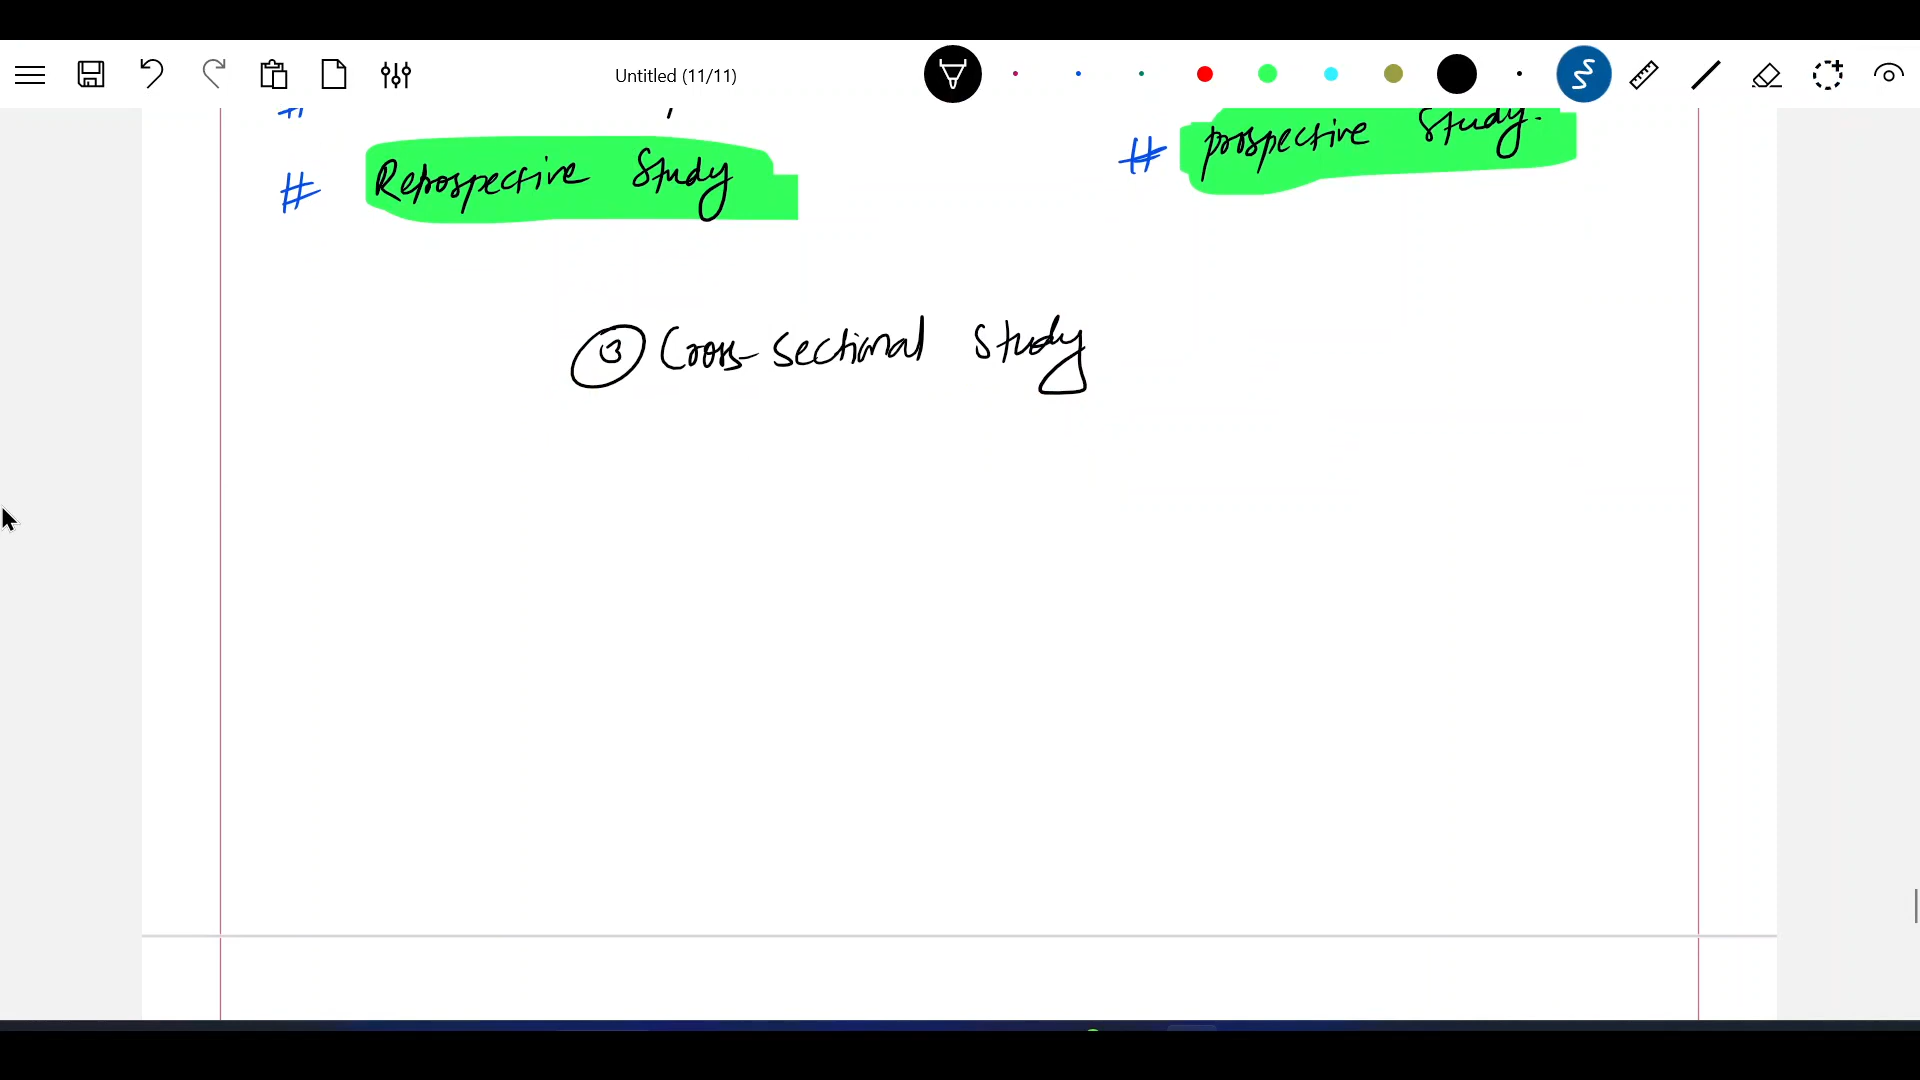 Untitled (11/11)
# Retrospective Study
# prospective Study.
③ Cross-sectional Study